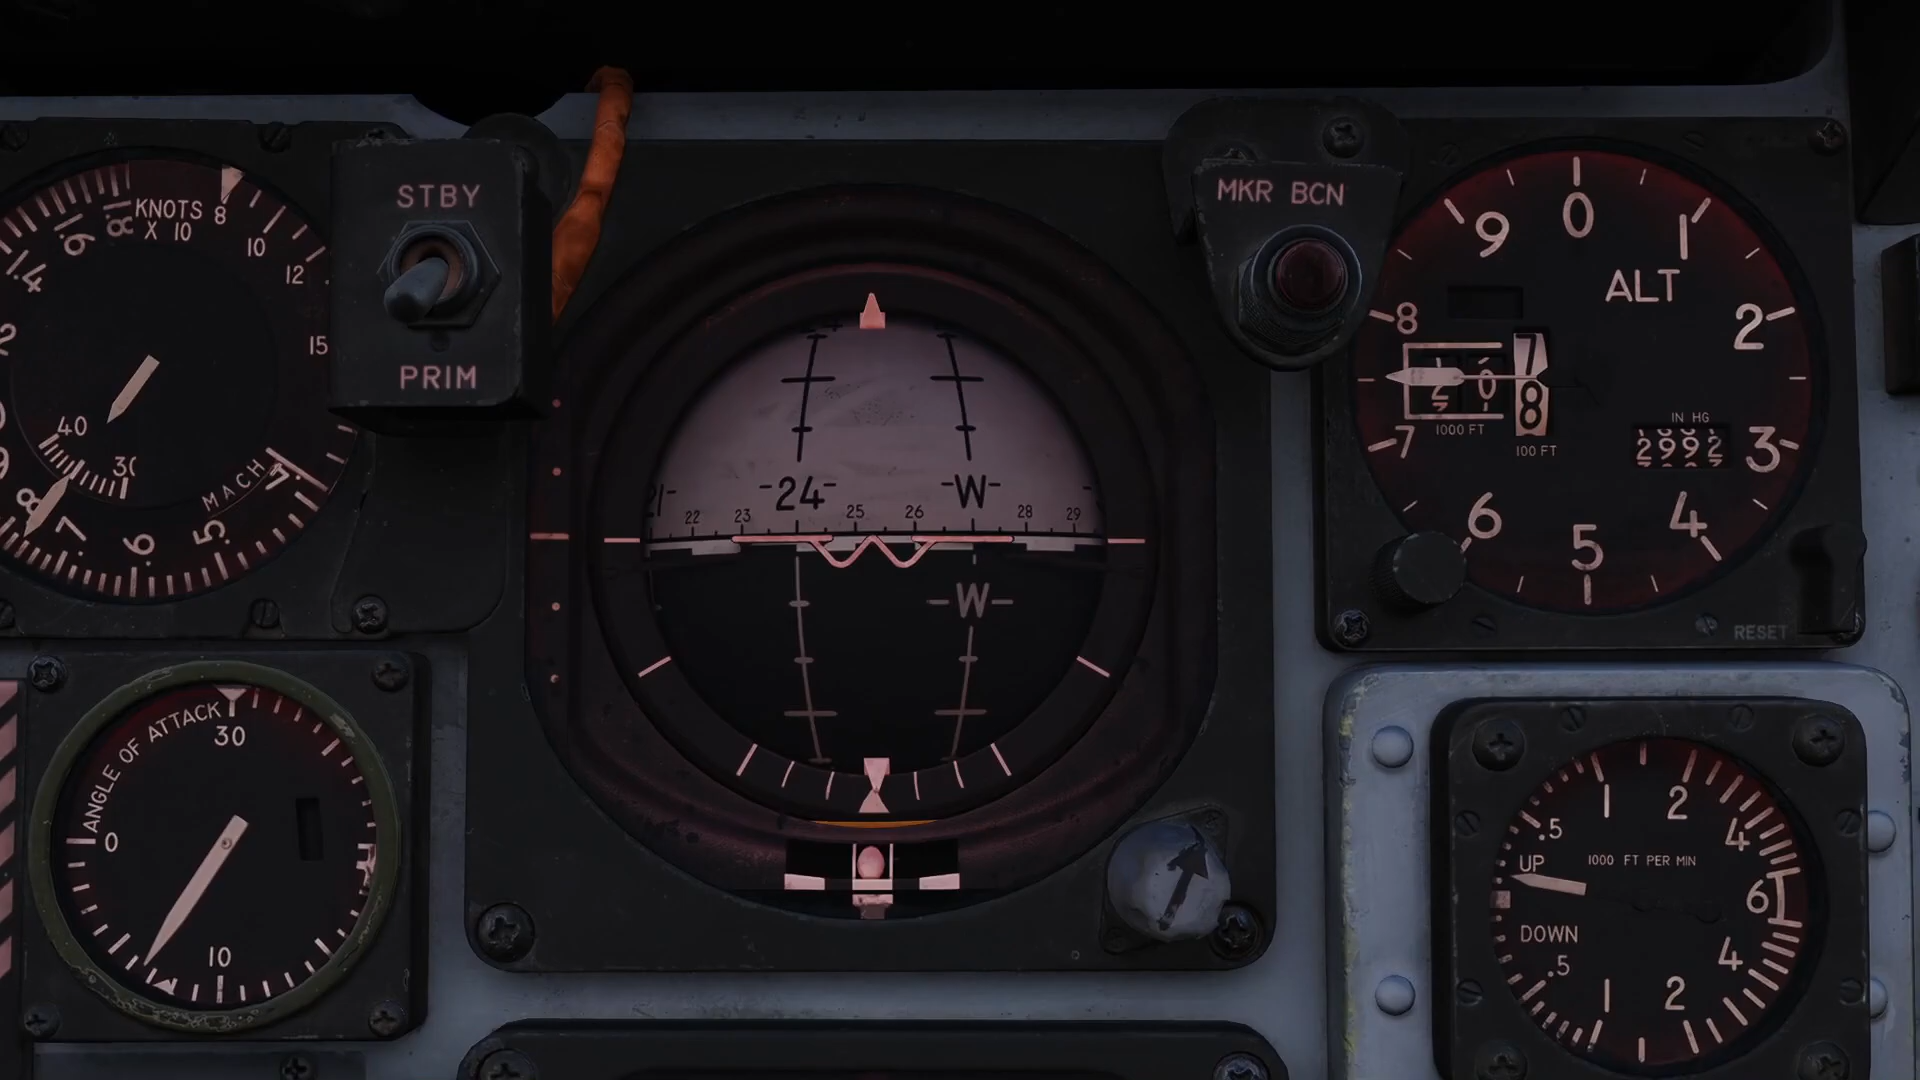 KNOTS
X 10
8
10
12
15
1.4
40
MACH
.7
.6
.5
STBY
PRIM
24
W
22
23
25
26
28
29
W
MKR BCN
0
1
2
3
4
5
6
7
8
9
ALT
7
8
1000 FT
100 FT
IN HG
2992
RESET
ANGLE OF ATTACK
30
0
10
.5
1
2
4
6
UP
1000 FT PER MIN
DOWN
.5
1
2
4